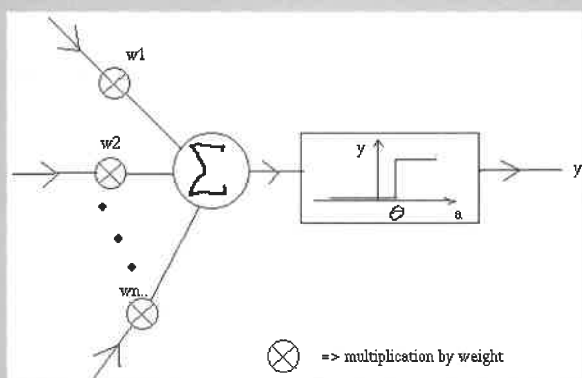 w1
w2
Σ
y
θ
a
y
wn..
=> multiplication by weight